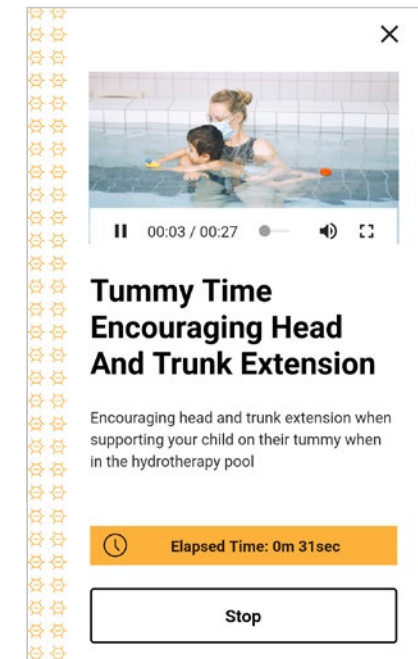 00:03 / 00:27
Tummy Time
Encouraging Head
And Trunk Extension
Encouraging head and trunk extension when
supporting your child on their tummy when
in the hydrotherapy pool
Elapsed Time: 0m 31sec
Stop